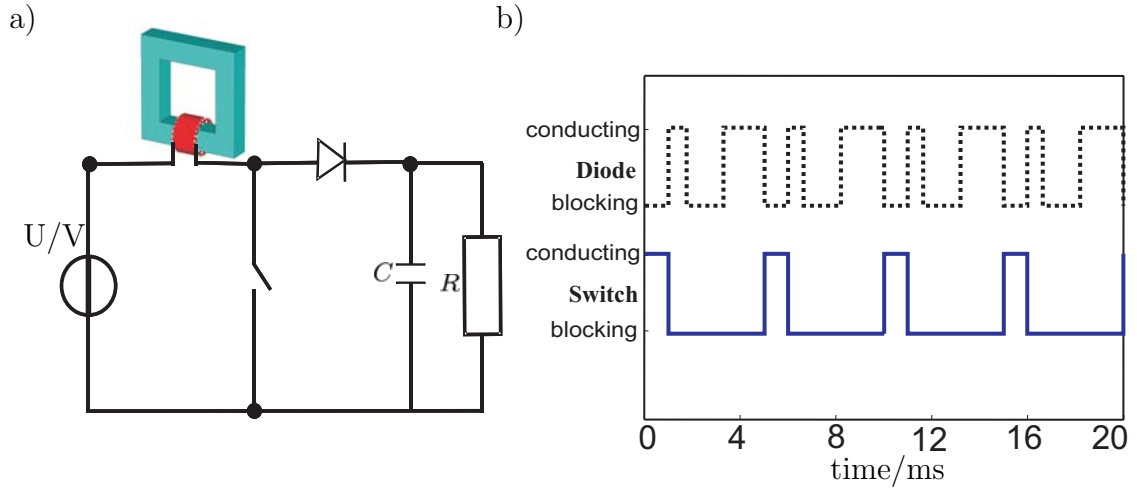 a)
U/V
C
R
b)
conducting
Diode
blocking
conducting
Switch
blocking
0 4 8 12 16 20
time/ms